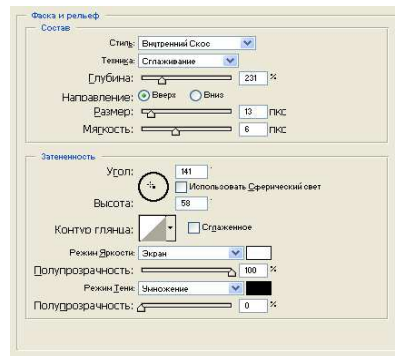 Фаска и рельеф
Состав
Стиль: Внутренний Скос
Техника: Сглаживание
Глубина: 231 %
Направление: Вверх Вниз
Размер: 13 пкс
Мягкость: 6 пкс
Затененность
Угол: 141 °
Использовать Сферический свет
Высота: 58 °
Контур глянца: Сглаженное
Режим Яркости: Экран
Полупрозрачность: 100 %
Режим Тени: Умножение
Полупрозрачность: 0 %